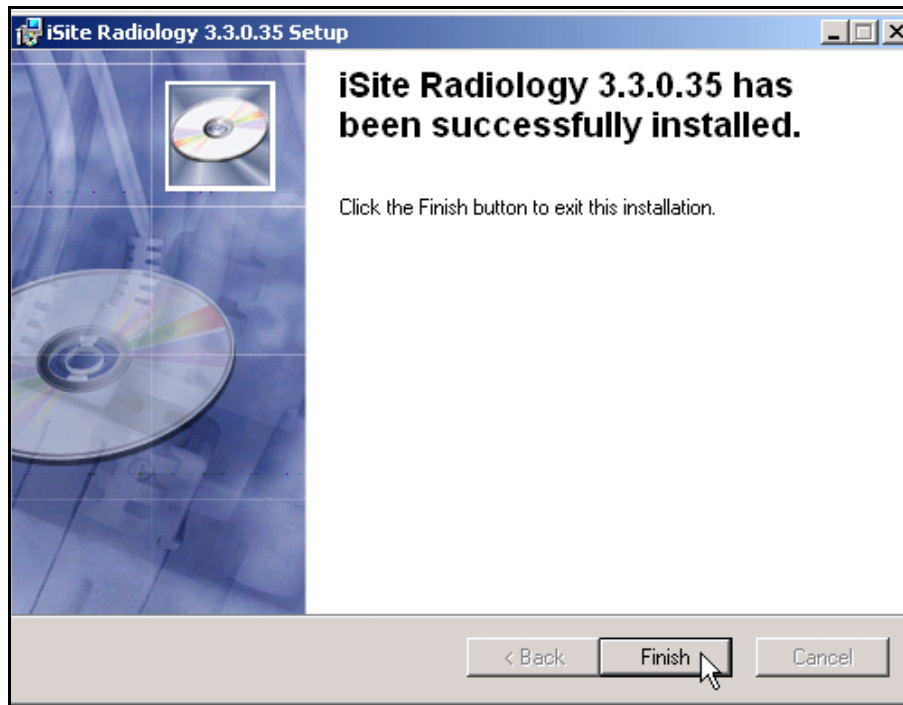 iSite Radiology 3.3.0.35 Setup
iSite Radiology 3.3.0.35 has
been successfully installed.
Click the Finish button to exit this installation.
< Back
Finish
Cancel